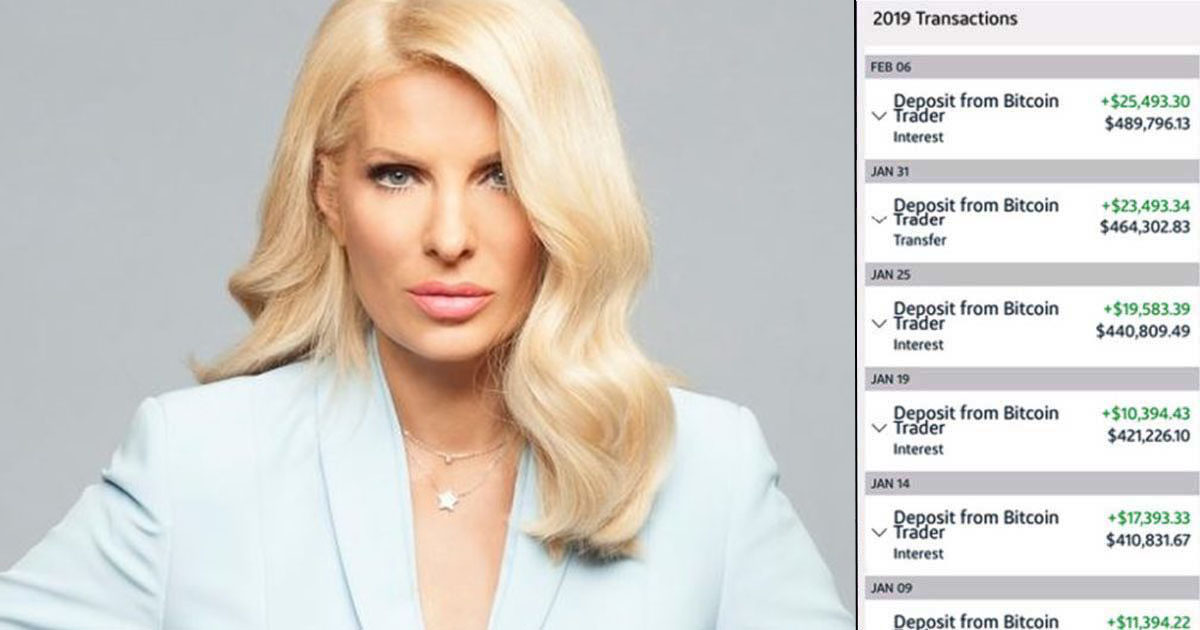 2019 Transactions
FEB 06
Deposit from Bitcoin +$25,493.30
Trader $489,796.13
Interest
JAN 31
Deposit from Bitcoin +$23,493.34
Trader $464,302.83
Transfer
JAN 25
Deposit from Bitcoin +$19,583.39
Trader $440,809.49
Interest
JAN 19
Deposit from Bitcoin +$10,394.43
Trader $421,226.10
Interest
JAN 14
Deposit from Bitcoin +$17,393.33
Trader $410,831.67
Interest
JAN 09
Deposit from Bitcoin +$11,394.22